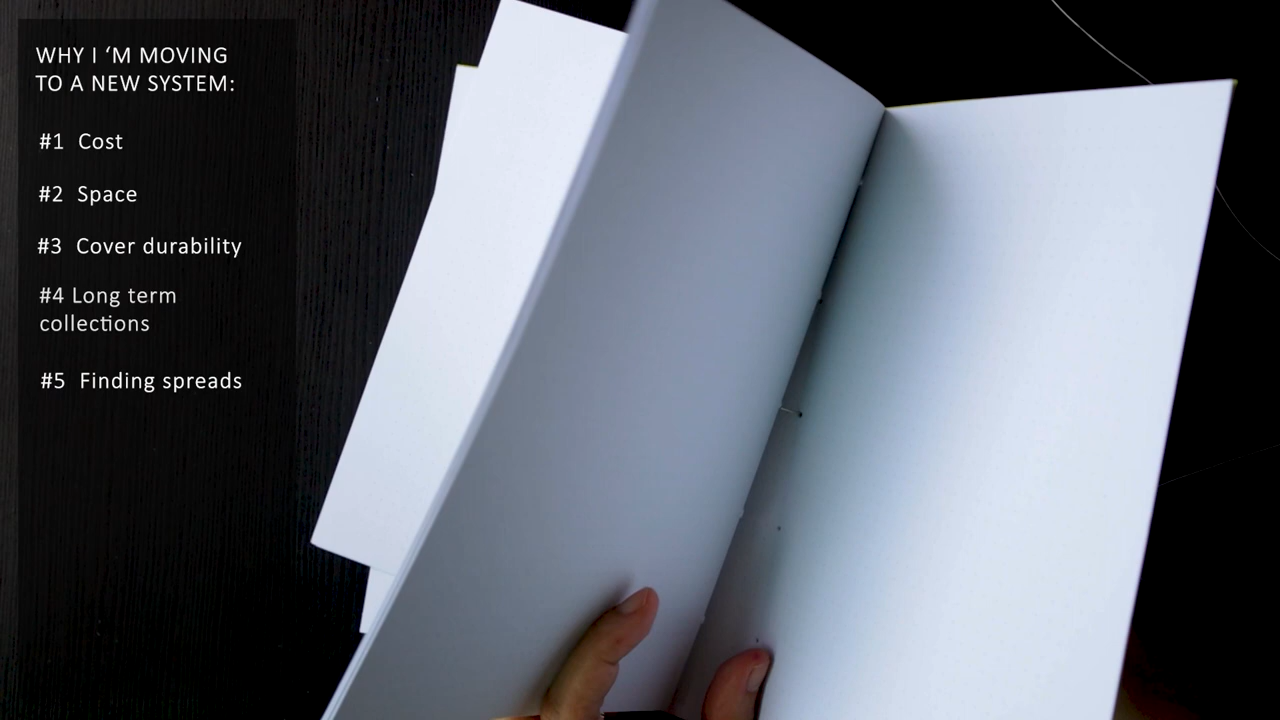 WHY I ‘M MOVING
TO A NEW SYSTEM:
#1 Cost
#2 Space
#3 Cover durability
#4 Long term
collections
#5 Finding spreads